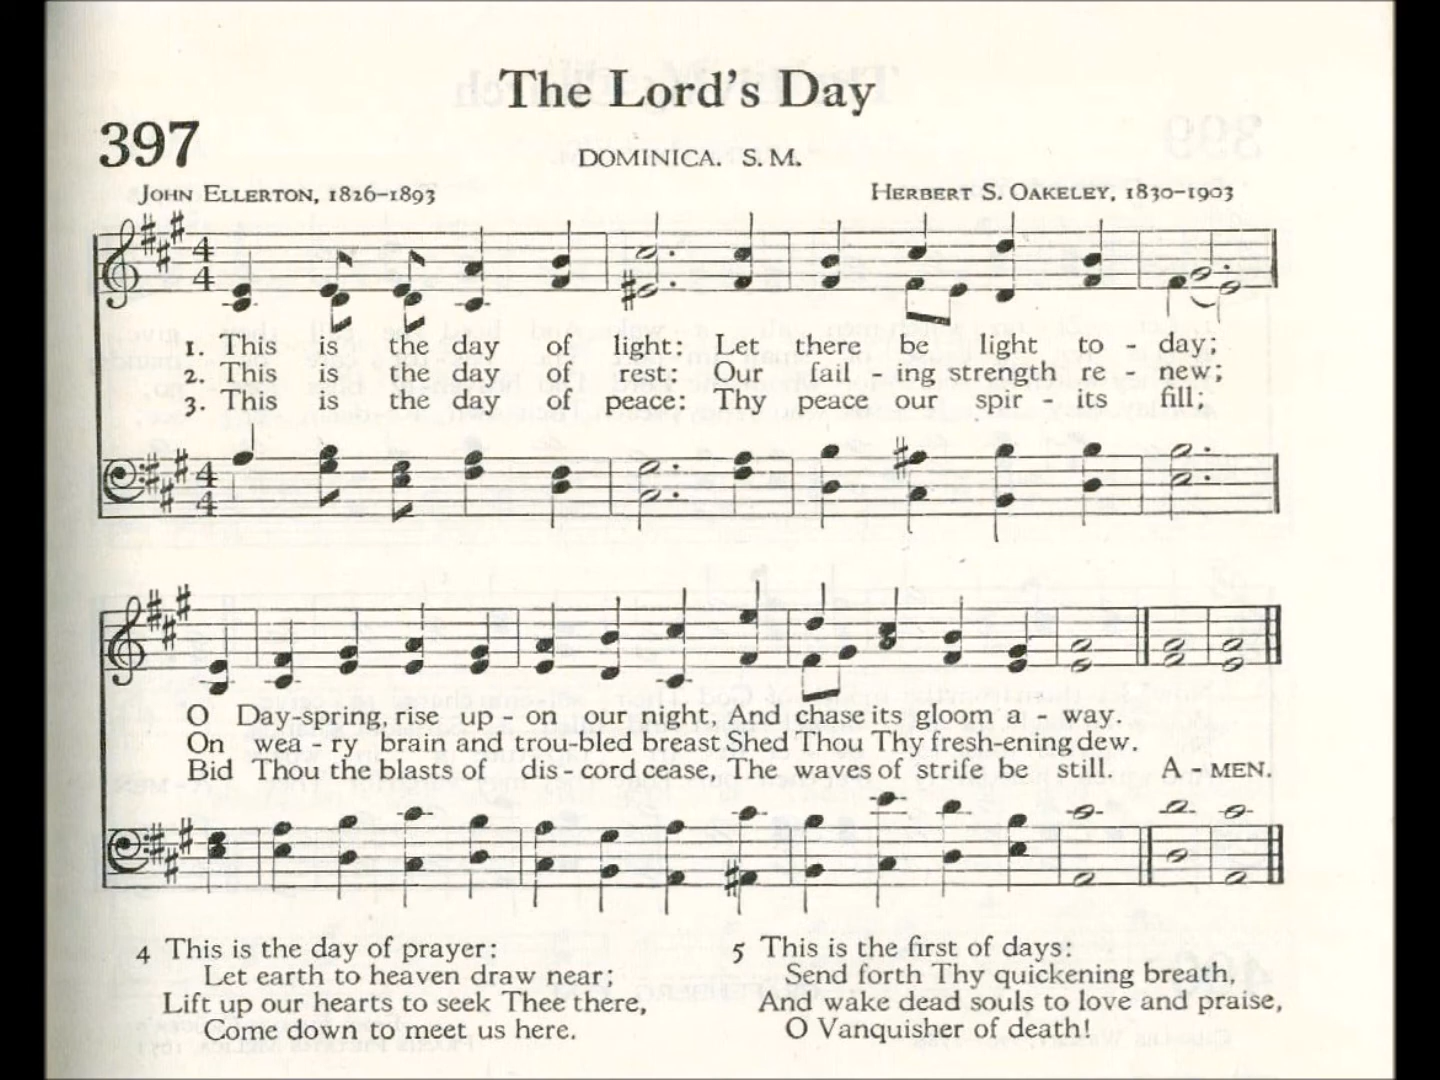 The Lord's Day
397
DOMINICA. S. M.
JOHN ELLERTON, 1826–1893
HERBERT S. OAKELEY, 1830–1903
4 4
1. This is the day of light: Let there be light to - day;
2. This is the day of rest: Our fail - ing strength re - new;
3. This is the day of peace: Thy peace our spir - its fill;
4 4
O Day-spring, rise up - on our night, And chase its gloom a - way.
On wea - ry brain and trou-bled breast Shed Thou Thy fresh-ening dew.
Bid Thou the blasts of dis - cord cease, The waves of strife be still. A - MEN.
4 This is the day of prayer:
Let earth to heaven draw near;
Lift up our hearts to seek Thee there,
Come down to meet us here.
5 This is the first of days:
Send forth Thy quickening breath,
And wake dead souls to love and praise,
O Vanquisher of death!